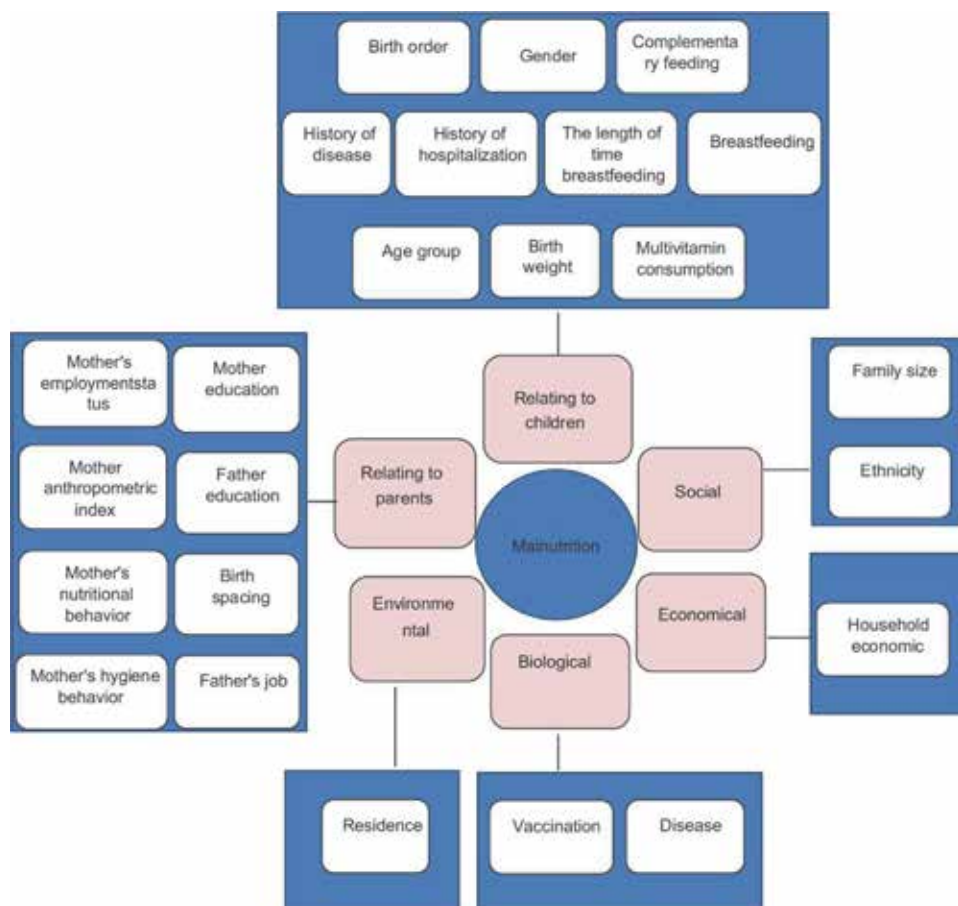 Birth order
Gender
Complementa
ry feeding
History of
disease
History of
hospitalization
The length of
time
breastfeeding
Breastfeeding
Age group
Birth
weight
Multivitamin
consumption
Mother's
employmentsta
tus
Mother
education
Mother
anthropometric
index
Father
education
Mother's
nutritional
behavior
Birth
spacing
Mother's hygiene
behavior
Father's job
Relating to
children
Relating to
parents
Social
Malnutrition
Environme
ntal
Economical
Biological
Family size
Ethnicity
Household
economic
Residence
Vaccination
Disease